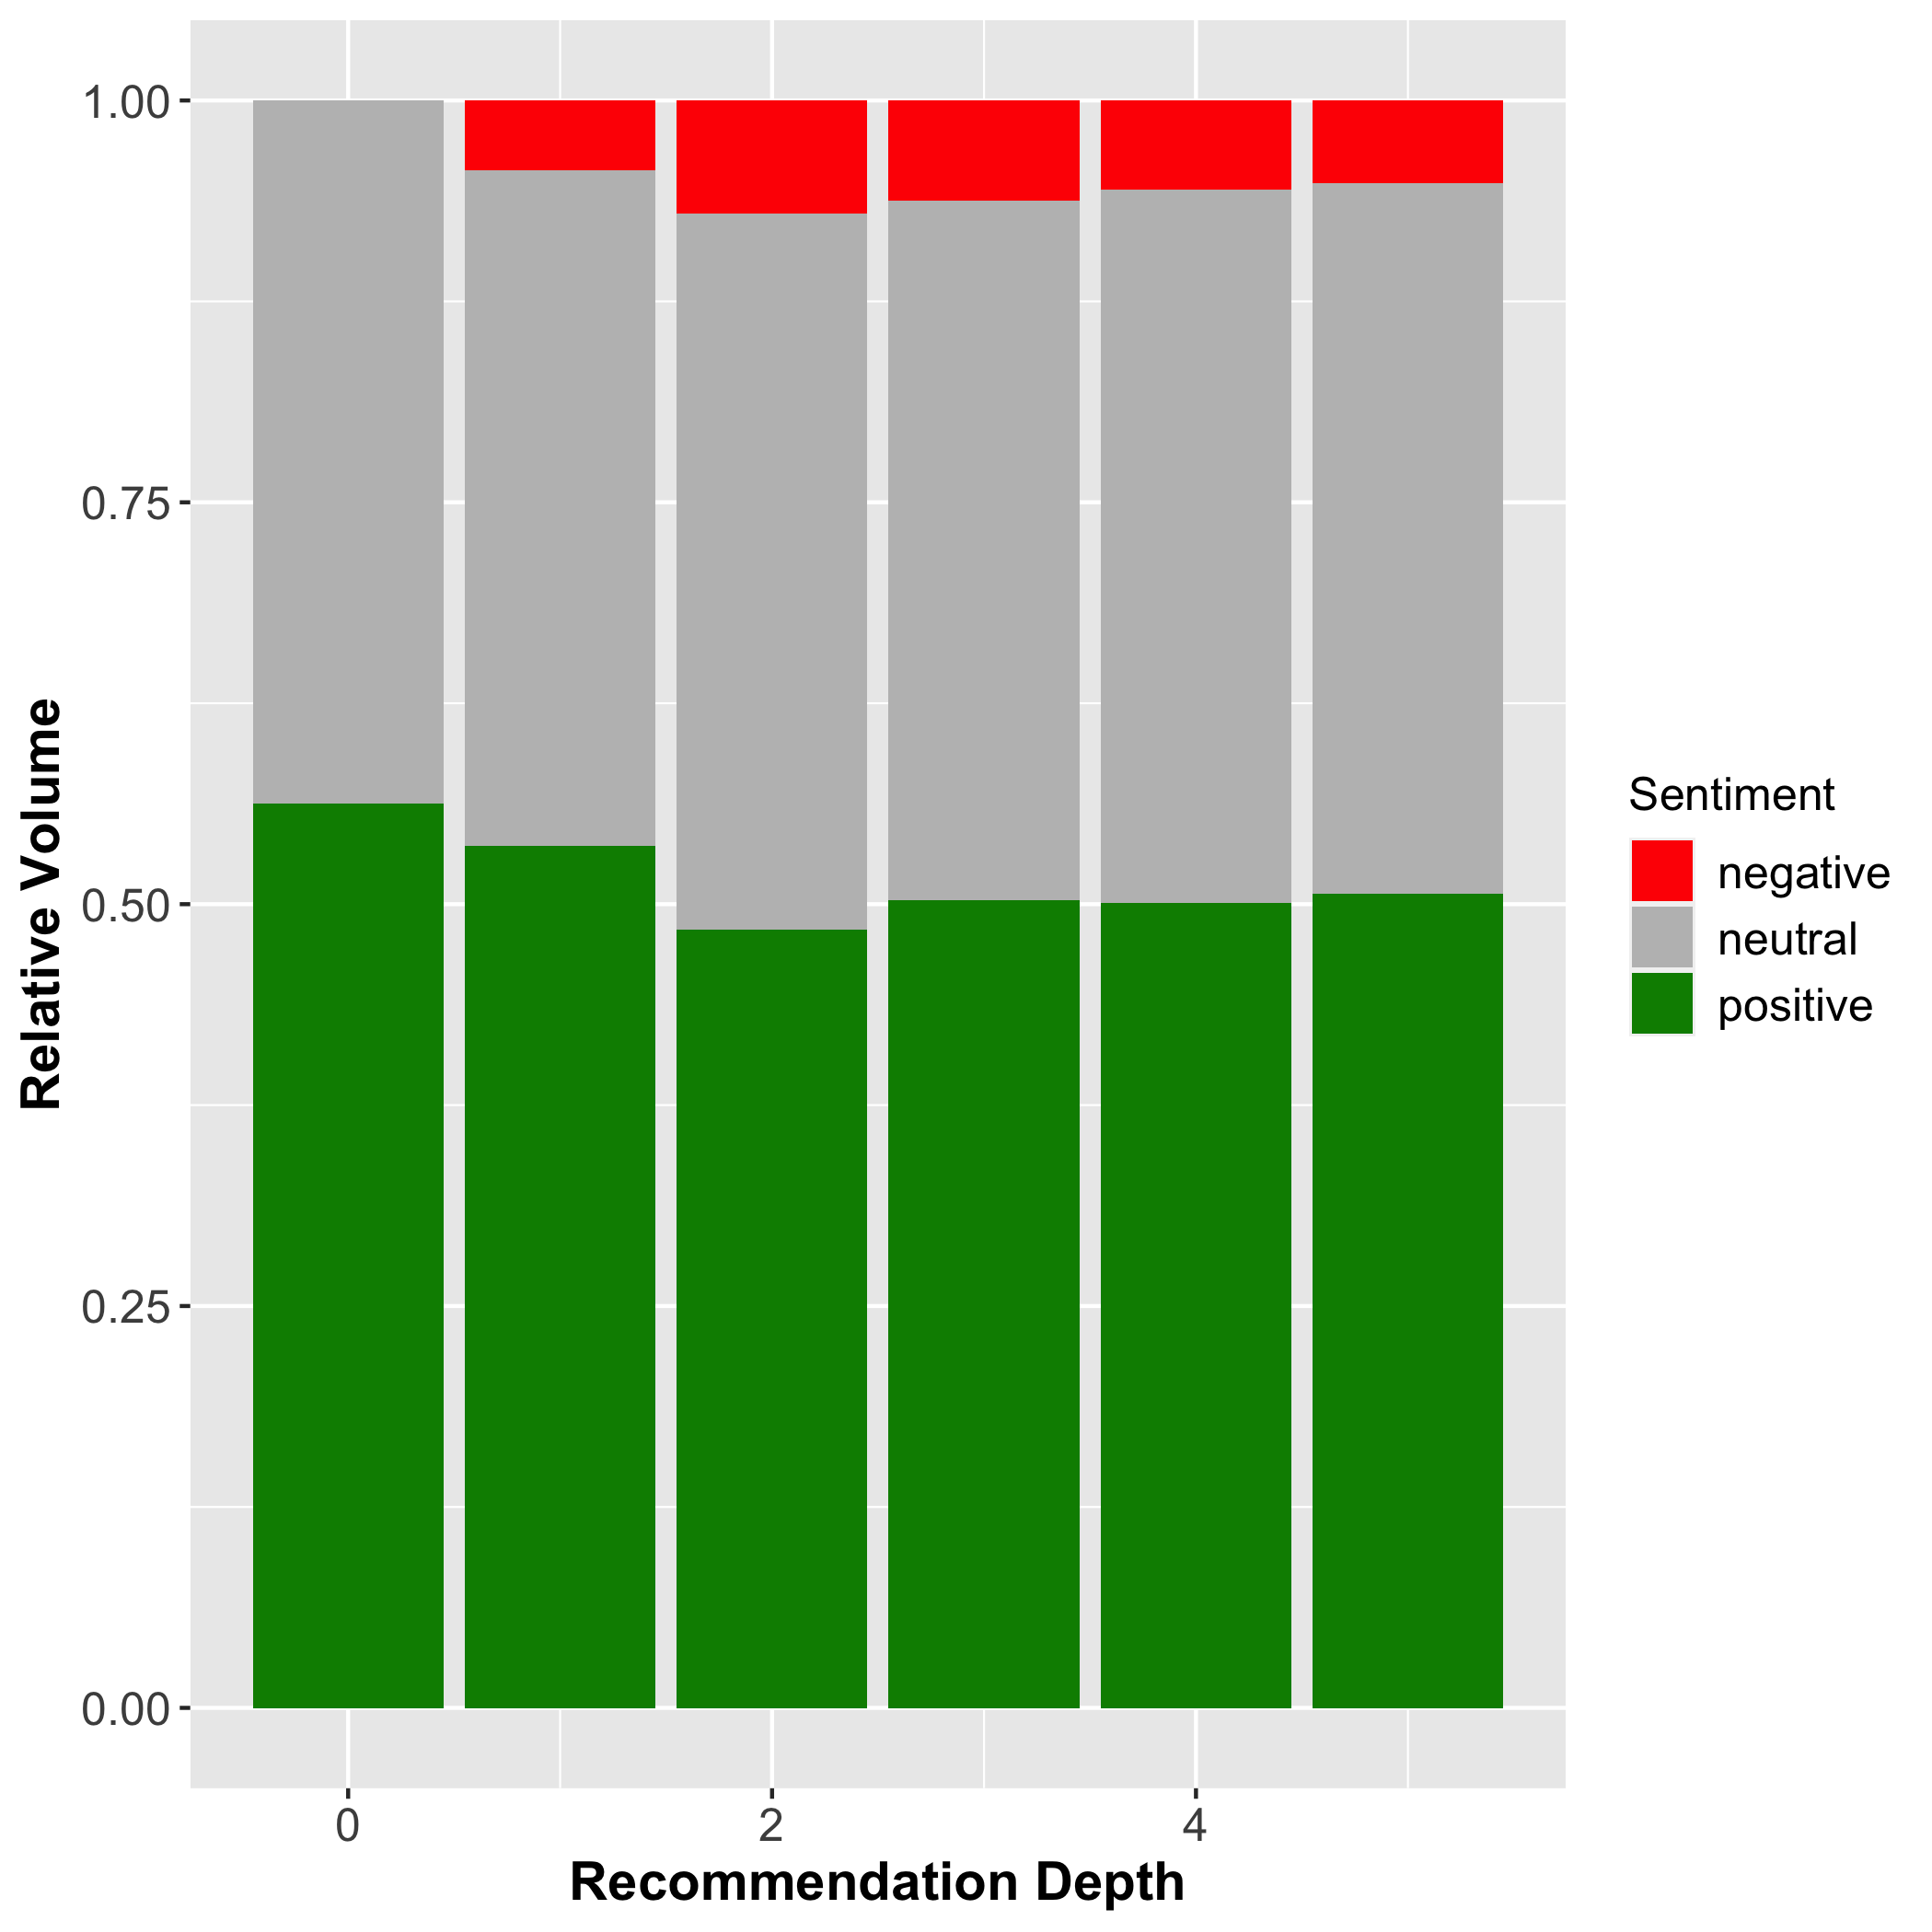 1.00
0.75
0.50
0.25
0.00
Relative Volume
0
2
4
Recommendation Depth
Sentiment
negative
neutral
positive